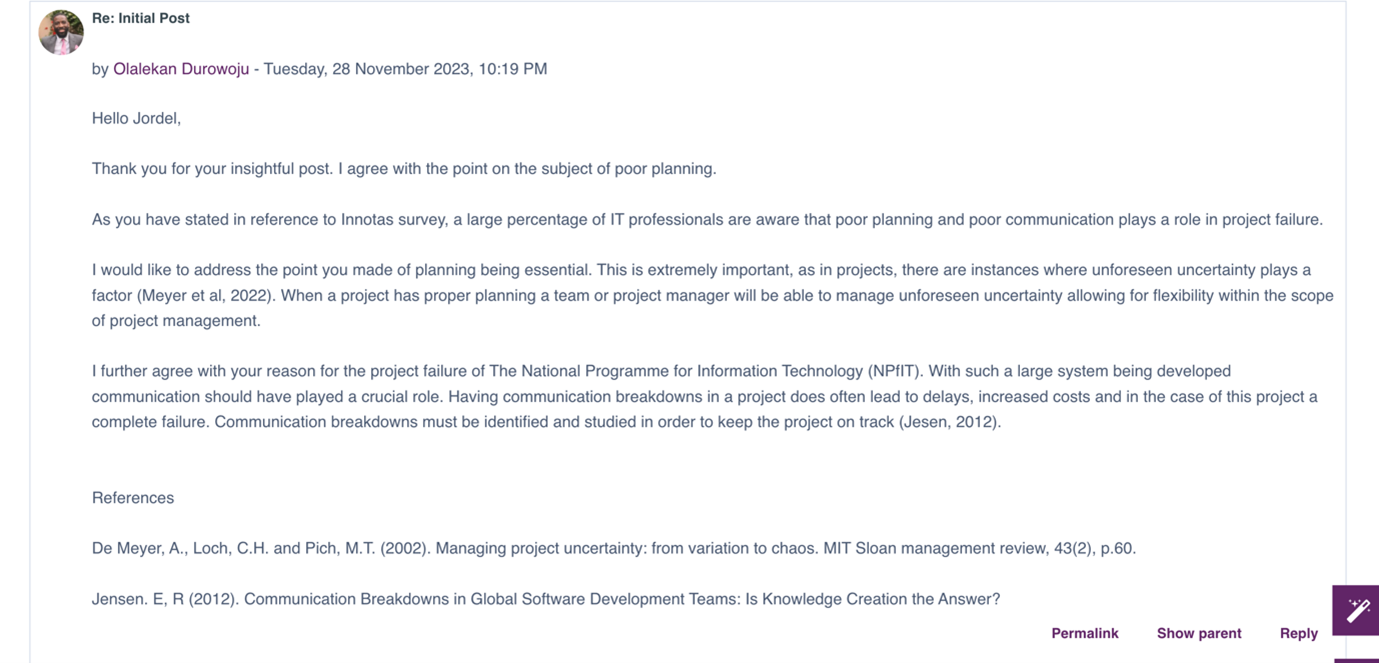 Re: Initial Post
by Olalekan Durowoju - Tuesday, 28 November 2023, 10:19 PM
Hello Jordel,
Thank you for your insightful post. I agree with the point on the subject of poor planning.
As you have stated in reference to Innotas survey, a large percentage of IT professionals are aware that poor planning and poor communication plays a role in project failure.
I would like to address the point you made of planning being essential. This is extremely important, as in projects, there are instances where unforeseen uncertainty plays a
factor (Meyer et al, 2022). When a project has proper planning a team or project manager will be able to manage unforeseen uncertainty allowing for flexibility within the scope
of project management.
I further agree with your reason for the project failure of The National Programme for Information Technology (NPfIT). With such a large system being developed
communication should have played a crucial role. Having communication breakdowns in a project does often lead to delays, increased costs and in the case of this project a
complete failure. Communication breakdowns must be identified and studied in order to keep the project on track (Jesen, 2012).
References
De Meyer, A., Loch, C.H. and Pich, M.T. (2002). Managing project uncertainty: from variation to chaos. MIT Sloan management review, 43(2), p.60.
Jensen. E, R (2012). Communication Breakdowns in Global Software Development Teams: Is Knowledge Creation the Answer?
Permalink Show parent Reply